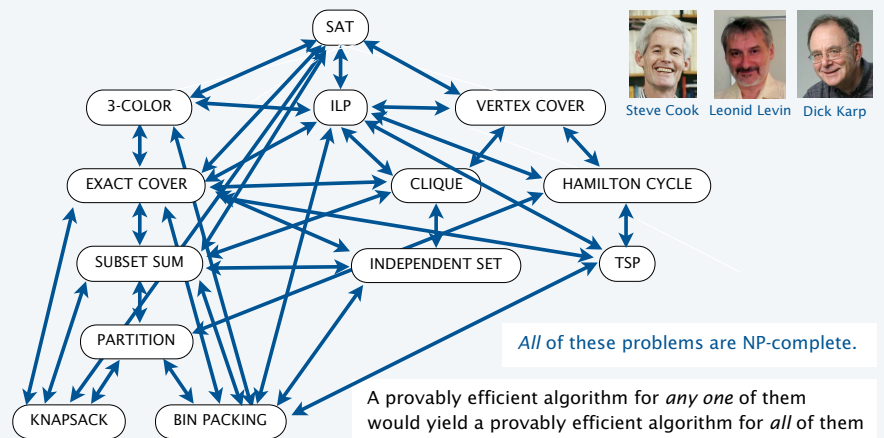 SAT
Steve Cook Leonid Levin Dick Karp
3-COLOR ILP VERTEX COVER
EXACT COVER CLIQUE HAMILTON CYCLE
SUBSET SUM INDEPENDENT SET TSP
PARTITION
All of these problems are NP-complete.
KNAPSACK BIN PACKING
A provably efficient algorithm for any one of them
would yield a provably efficient algorithm for all of them